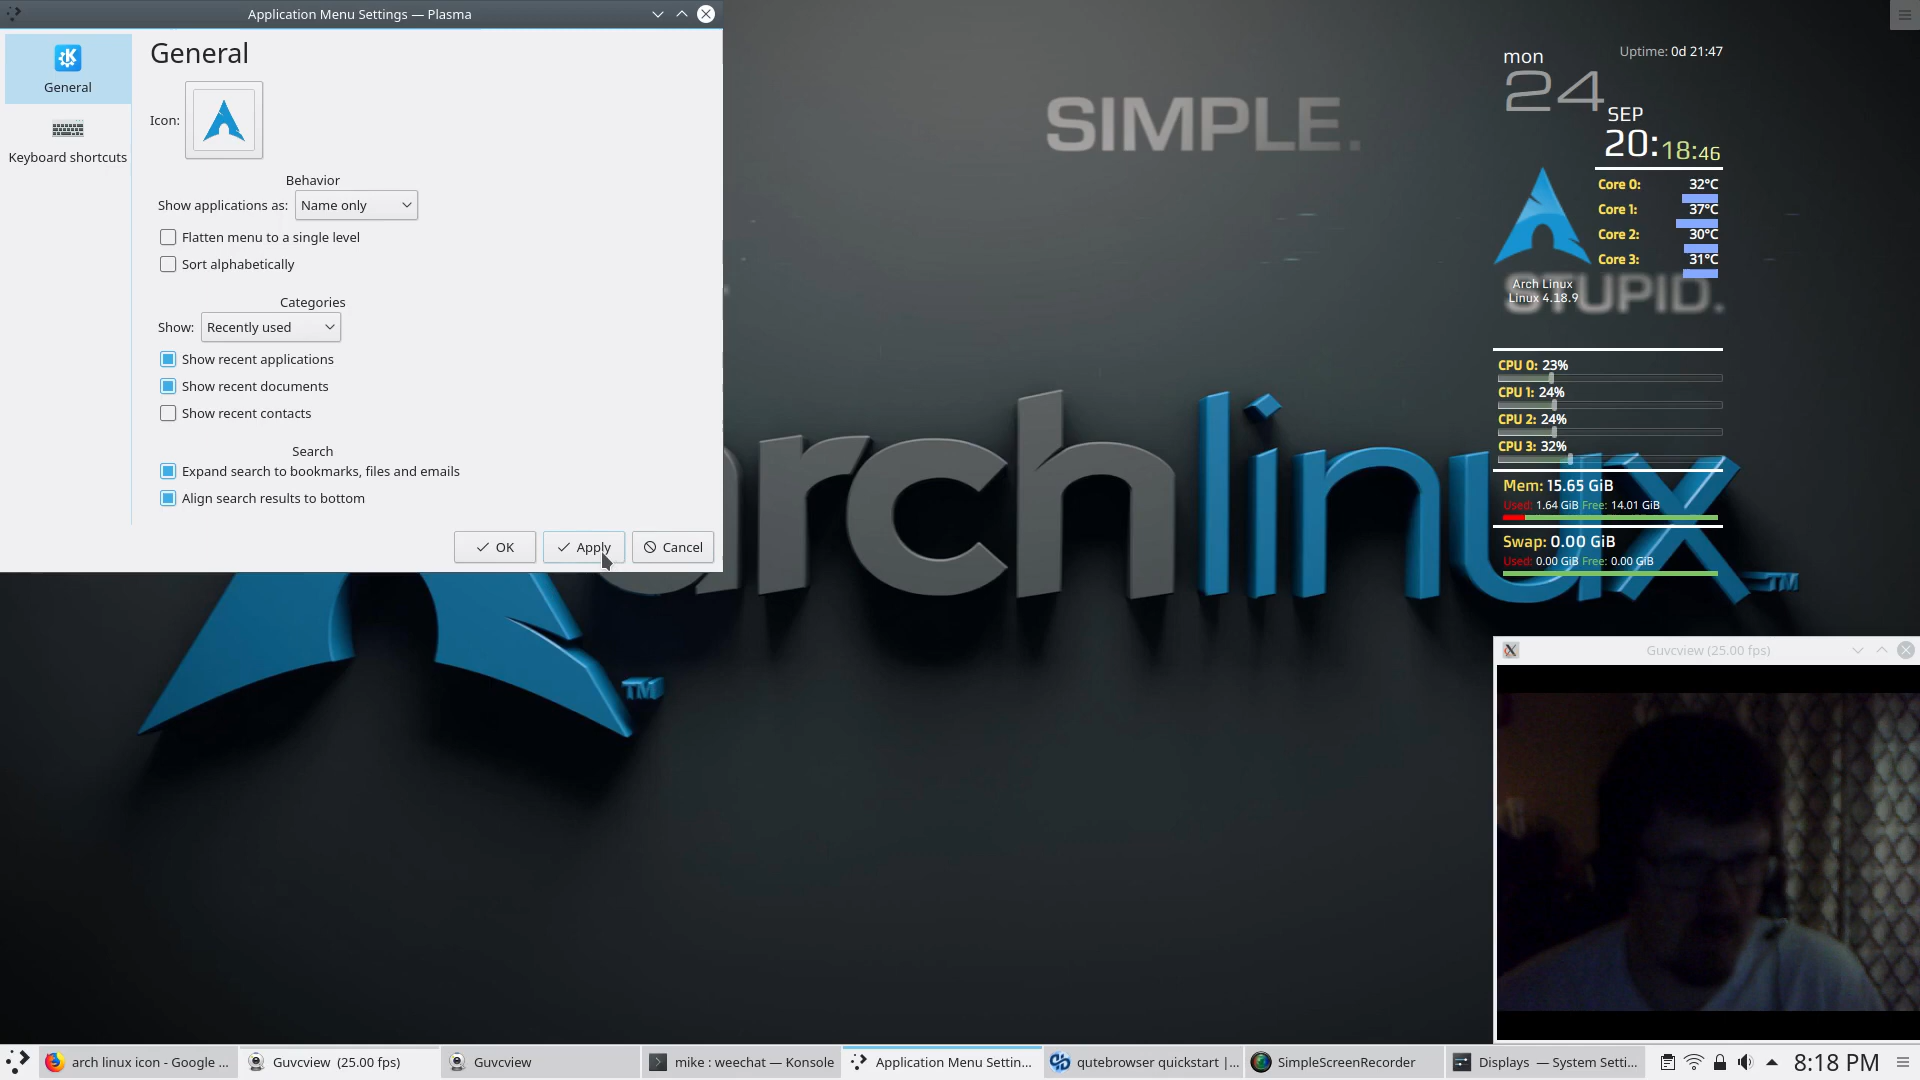 Application Menu Settings — Plasma
General
Keyboard shortcuts
General
Icon:
Behavior
Show applications as: Name only
Flatten menu to a single level
Sort alphabetically
Categories
Show: Recently used
Show recent applications
Show recent documents
Show recent contacts
Search
Expand search to bookmarks, files and emails
Align search results to bottom
OK Apply Cancel
SIMPLE.
STUPID.
archlinux
TM
TM
mon
24
SEP
Uptime: 0d 21:47
20:18:46
Core 0: 32°C
Core 1: 37°C
Core 2: 30°C
Core 3: 31°C
Arch Linux
Linux 4.18.9
CPU 0: 23%
CPU 1: 24%
CPU 2: 24%
CPU 3: 32%
Mem: 15.65 GiB
Used: 1.64 GiB Free: 14.01 GiB
Swap: 0.00 GiB
Used: 0.00 GiB Free: 0.00 GiB
Guvcview (25.00 fps)
arch linux icon - Google ...
Guvcview (25.00 fps)
Guvcview
mike : weechat — Konsole
Application Menu Settin...
qutebrowser quickstart |...
SimpleScreenRecorder
Displays — System Setti...
8:18 PM